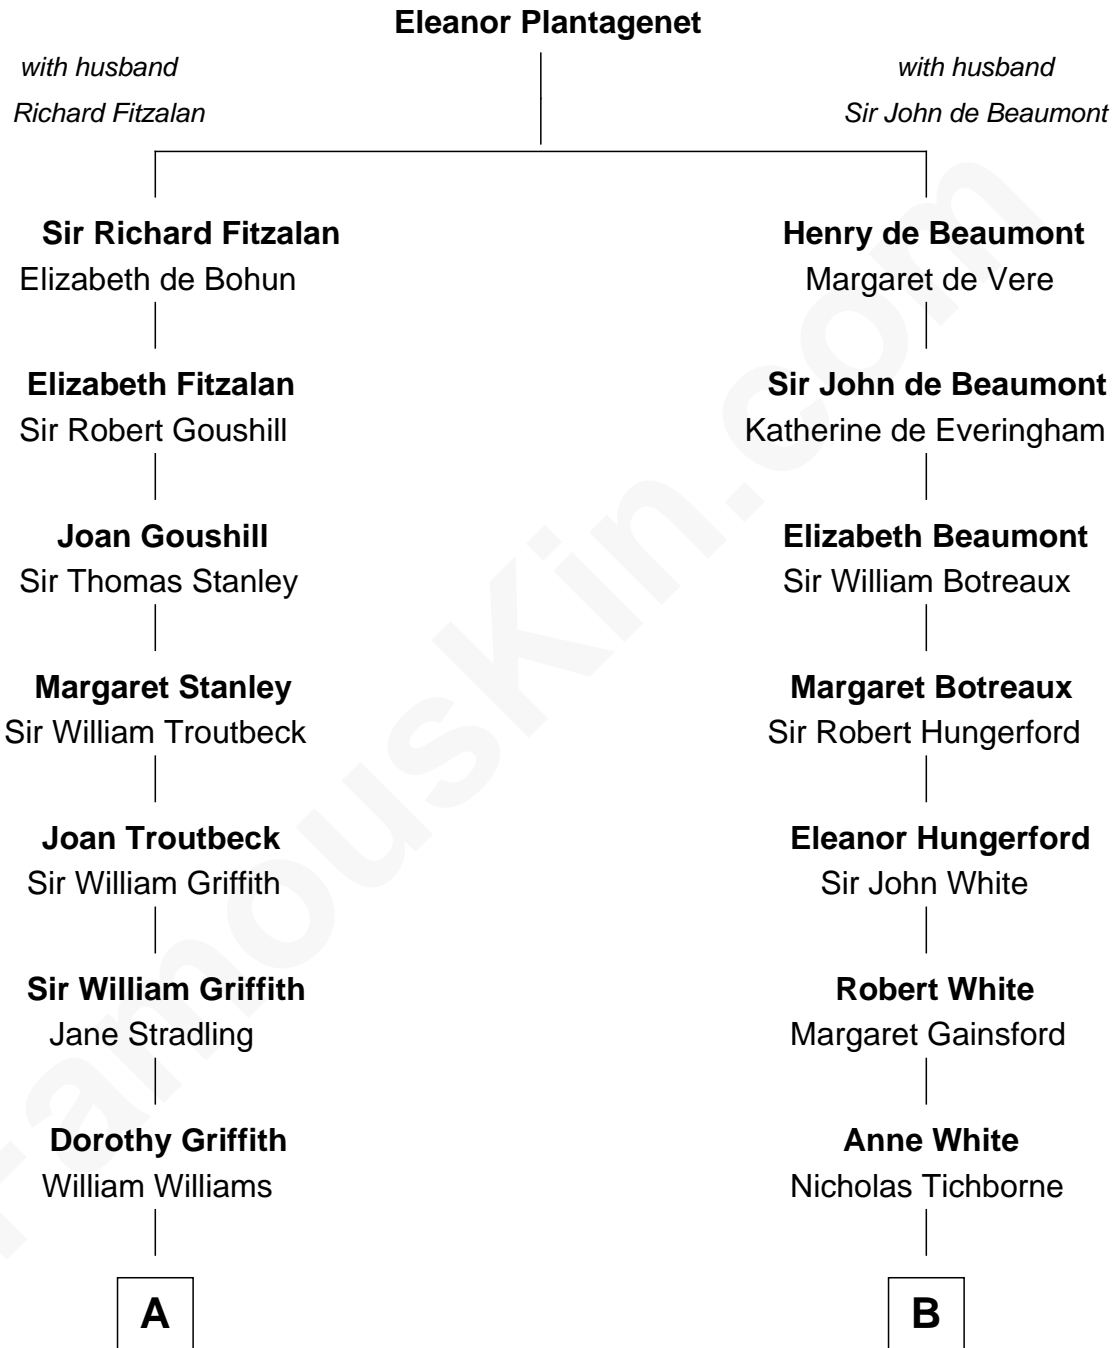 Eleanor Plantagenet
with husband
Richard Fitzalan
with husband
Sir John de Beaumont
Sir Richard Fitzalan
Elizabeth de Bohun
Henry de Beaumont
Margaret de Vere
Elizabeth Fitzalan
Sir Robert Goushill
Sir John de Beaumont
Katherine de Everingham
Joan Goushill
Sir Thomas Stanley
Elizabeth Beaumont
Sir William Botreaux
Margaret Stanley
Sir William Troutbeck
Margaret Botreaux
Sir Robert Hungerford
Joan Troutbeck
Sir William Griffith
Eleanor Hungerford
Sir John White
Sir William Griffith
Jane Stradling
Robert White
Margaret Gainsford
Dorothy Griffith
William Williams
Anne White
Nicholas Tichborne
A
B
FamousKin.com